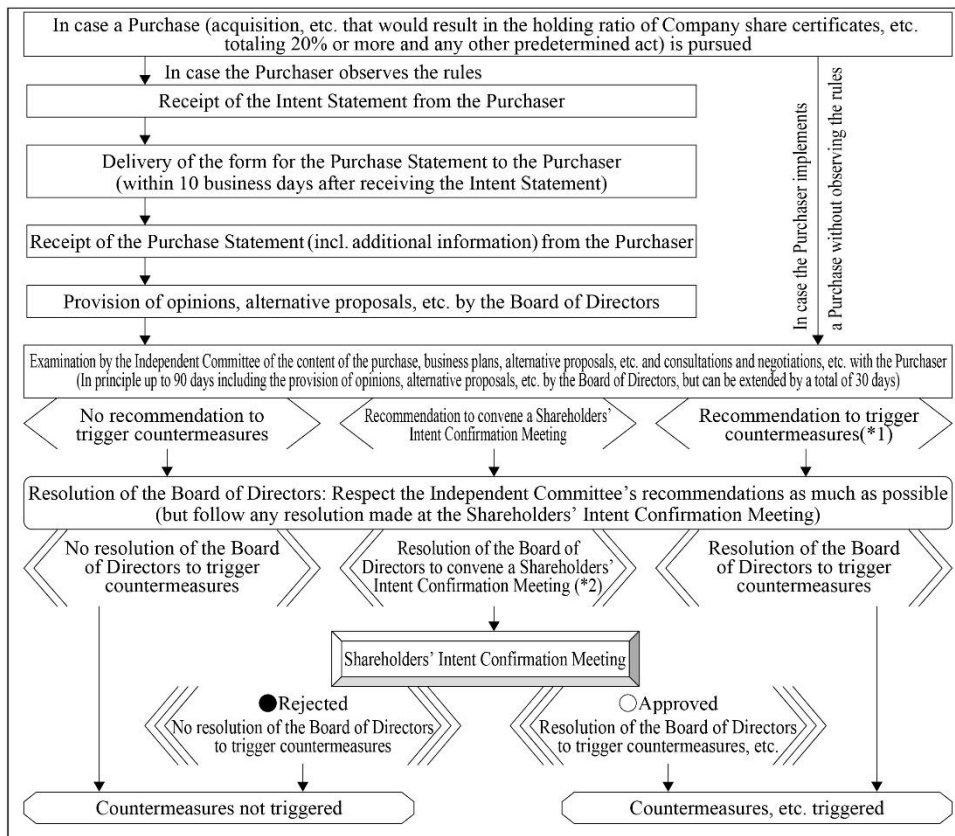 In case a Purchase (acquisition, etc. that would result in the holding ratio of Company share certificates, etc.
totaling 20% or more and any other predetermined act) is pursued
In case the Purchaser observes the rules
Receipt of the Intent Statement from the Purchaser
Delivery of the form for the Purchase Statement to the Purchaser
(within 10 business days after receiving the Intent Statement)
Receipt of the Purchase Statement (incl. additional information) from the Purchaser
Provision of opinions, alternative proposals, etc. by the Board of Directors
In case the Purchaser implements
a Purchase without observing the rules
Examination by the Independent Committee of the content of the purchase, business plans, alternative proposals, etc. and consultations and negotiations, etc. with the Purchaser
(In principle up to 90 days including the provision of opinions, alternative proposals, etc. by the Board of Directors, but can be extended by a total of 30 days)
No recommendation to
trigger countermeasures
Recommendation to convene a Shareholders'
Intent Confirmation Meeting
Recommendation to trigger
countermeasures(*1)
Resolution of the Board of Directors: Respect the Independent Committee's recommendations as much as possible
(but follow any resolution made at the Shareholders' Intent Confirmation Meeting)
No resolution of the Board
of Directors to trigger
countermeasures
Resolution of the Board of
Directors to convene a Shareholders'
Intent Confirmation Meeting (*2)
Resolution of the Board
of Directors to trigger
countermeasures
Shareholders' Intent Confirmation Meeting
●Rejected
No resolution of the Board of Directors
to trigger countermeasures
○Approved
Resolution of the Board of Directors
to trigger countermeasures, etc.
Countermeasures not triggered
Countermeasures, etc. triggered